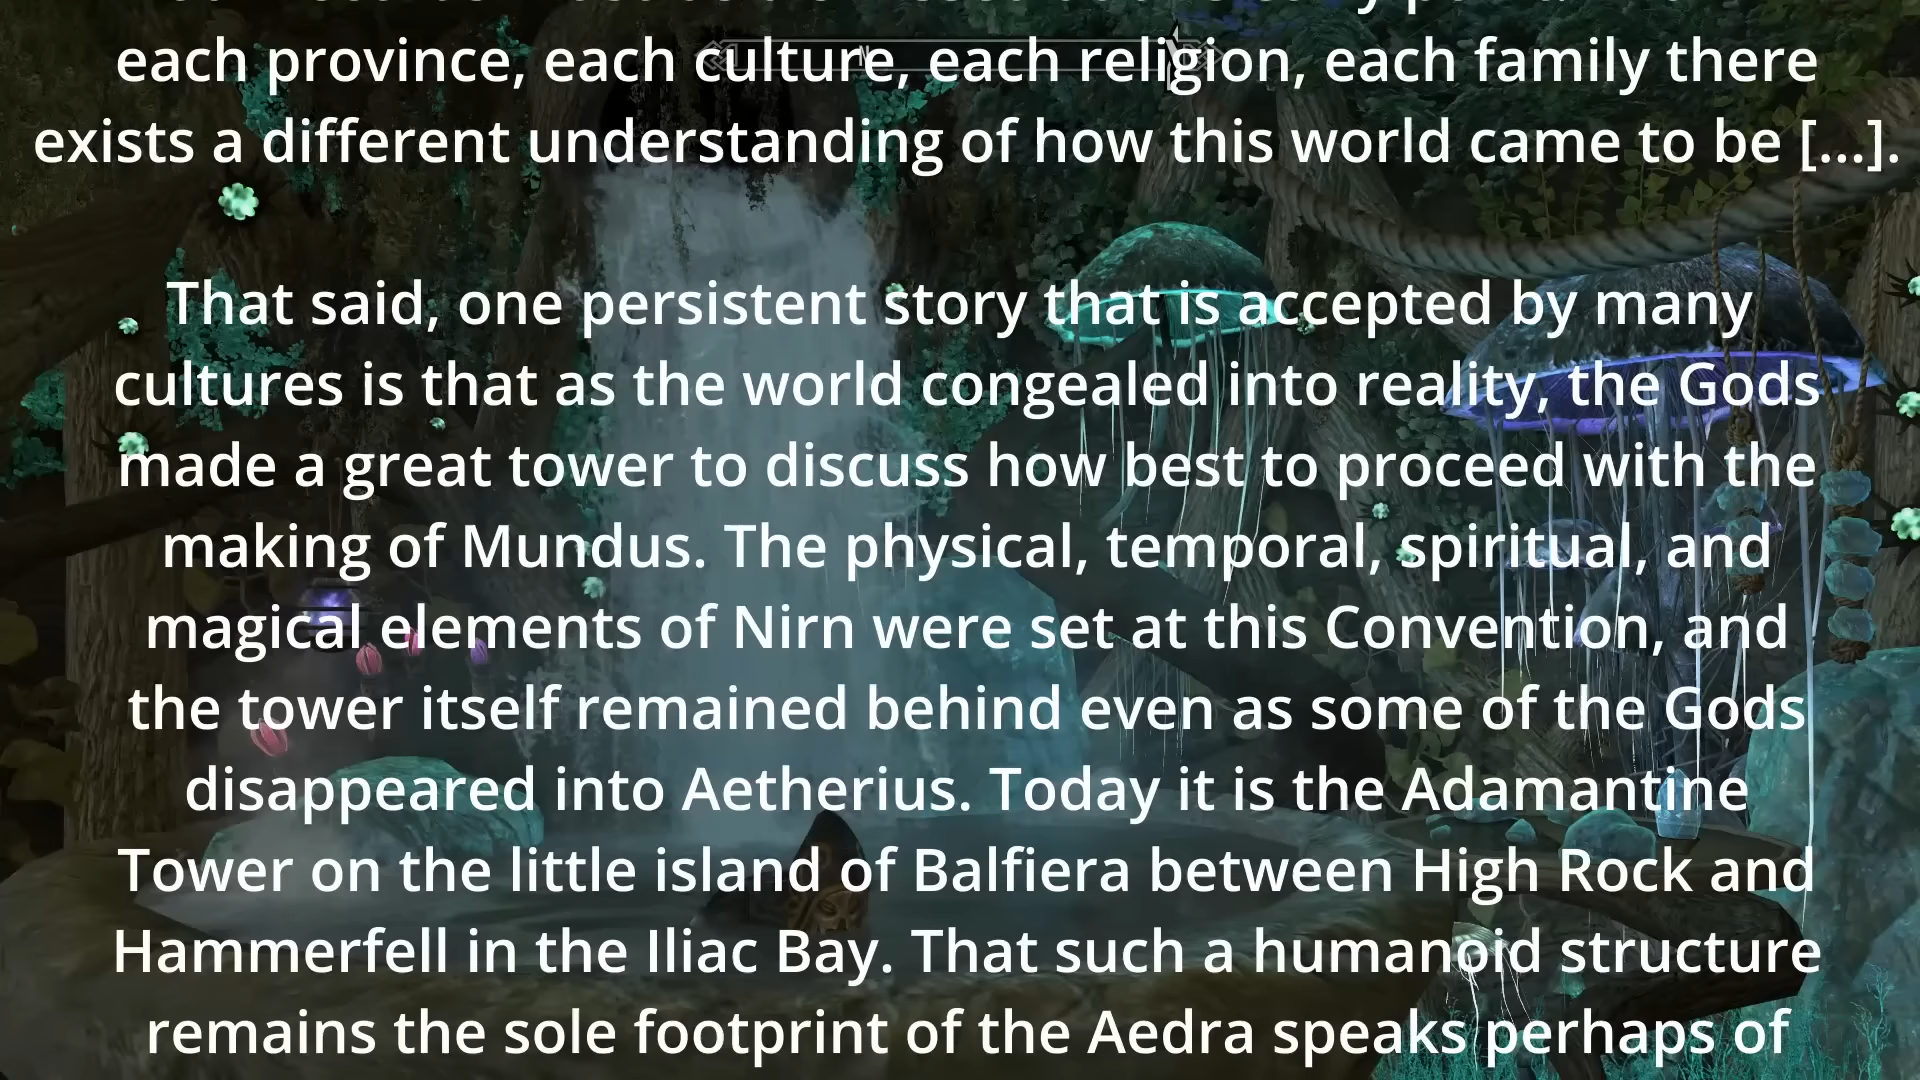 each province, each culture, each religion, each family there
exists a different understanding of how this world came to be [...].
That said, one persistent story that is accepted by many
cultures is that as the world congealed into reality, the Gods
made a great tower to discuss how best to proceed with the
making of Mundus. The physical, temporal, spiritual, and
magical elements of Nirn were set at this Convention, and
the tower itself remained behind even as some of the Gods
disappeared into Aetherius. Today it is the Adamantine
Tower on the little island of Balfiera between High Rock and
Hammerfell in the Iliac Bay. That such a humanoid structure
remains the sole footprint of the Aedra speaks perhaps of